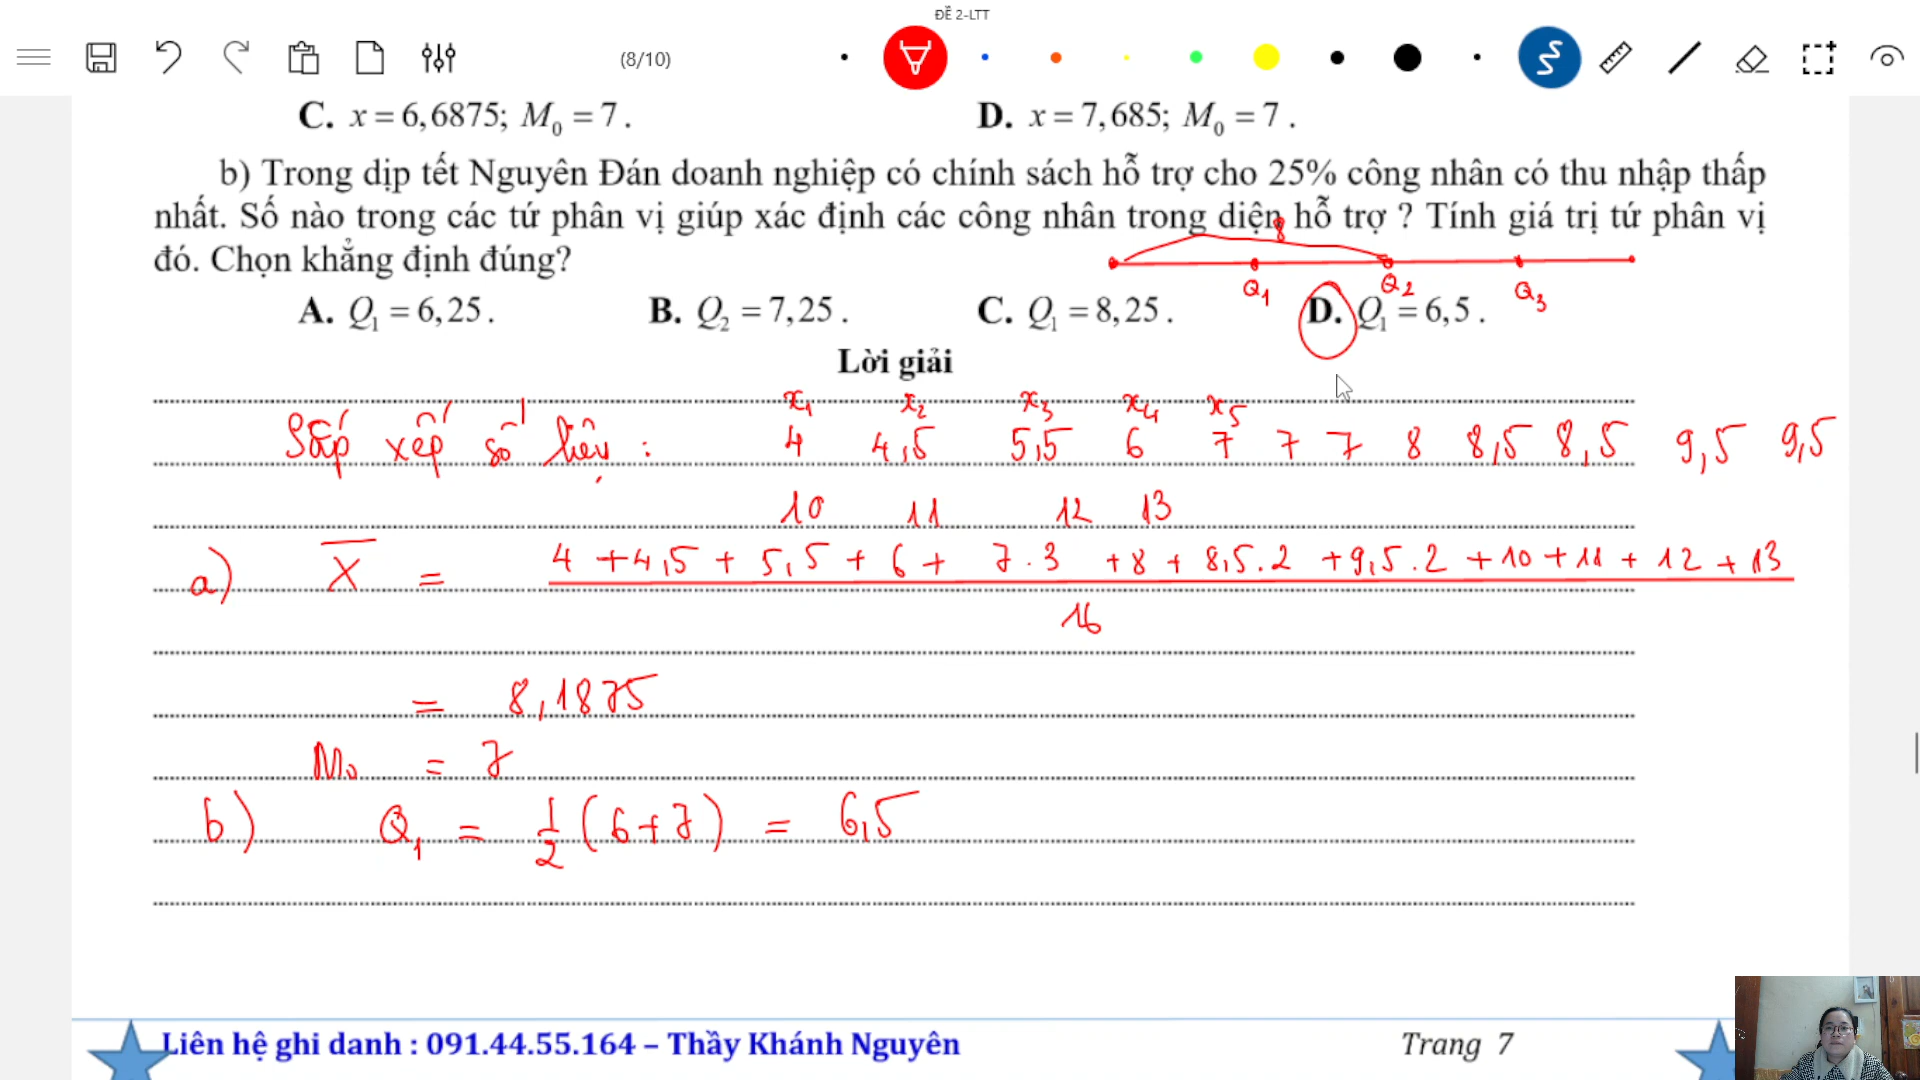 ĐỀ 2-LTT
(8/10)
C. x = 6,6875; M₀ = 7. D. x = 7,685; M₀ = 7.
b) Trong dịp tết Nguyên Đán doanh nghiệp có chính sách hỗ trợ cho 25% công nhân có thu nhập thấp
nhất. Số nào trong các tứ phân vị giúp xác định các công nhân trong diện hỗ trợ ? Tính giá trị tứ phân vị
8
đó. Chọn khẳng định đúng?
Q₁ Q₂ Q₃
A. Q₁ = 6,25. B. Q₂ = 7,25. C. Q₁ = 8,25. D. Q₁ = 6,5.
Lời giải
x₁ x₂ x₃ x₄ x₅
Sắp xếp số liệu : 4 4,5 5,5 6 7 7 7 8 8,5 8,5 9,5 9,5
10 11 12 13
a) X̅ = 4 + 4,5 + 5,5 + 6 + 7.3 + 8 + 8,5.2 + 9,5.2 + 10 + 11 + 12 + 13
16
= 8,1875
M₀ = 7
b) Q₁ = 1/2 (6+7) = 6,5
Liên hệ ghi danh : 091.44.55.164 – Thầy Khánh Nguyên Trang 7